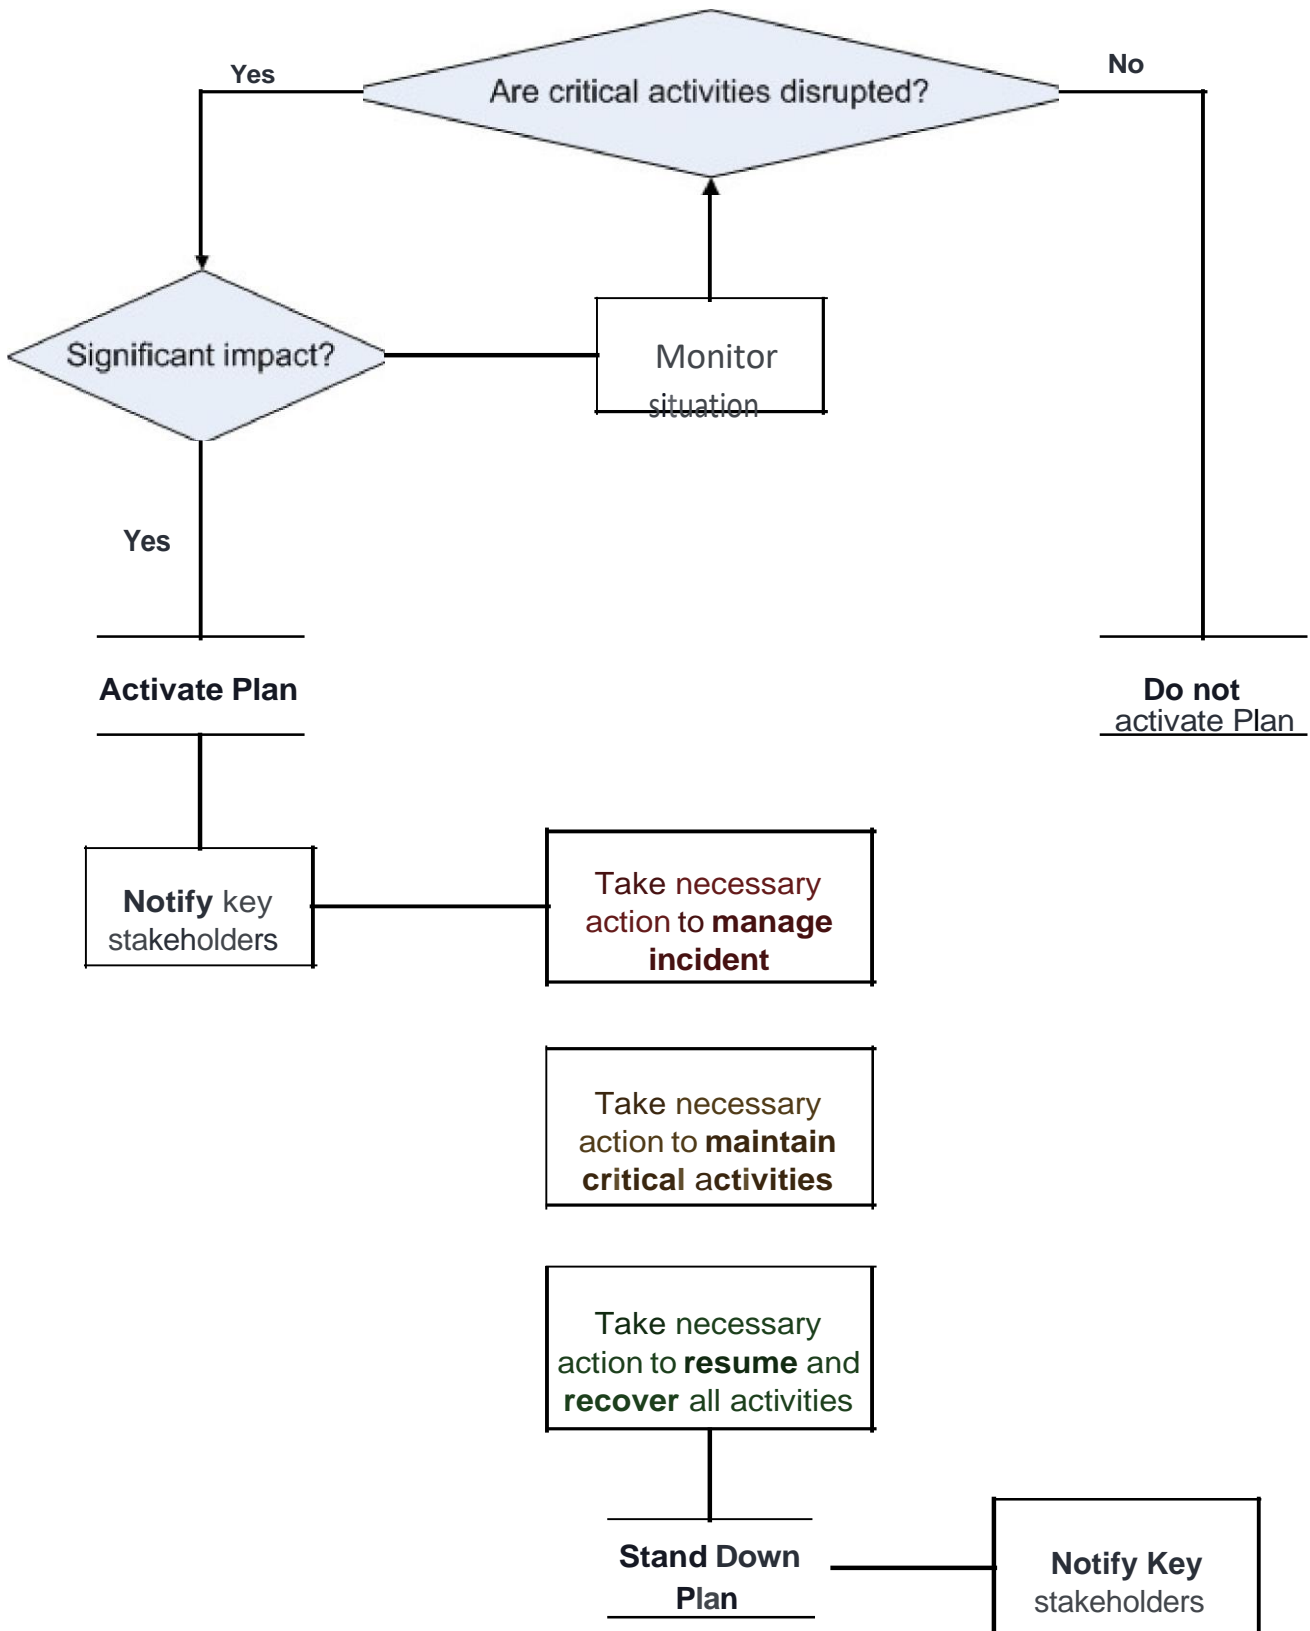 Yes
Are critical activities disrupted?
No
Significant impact?
Monitor
situation
Yes
Activate Plan
Do not
activate Plan
Notify key
stakeholders
Take necessary
action to manage
incident
Take necessary
action to maintain
critical activities
Take necessary
action to resume and
recover all activities
Stand Down
Plan
Notify Key
stakeholders